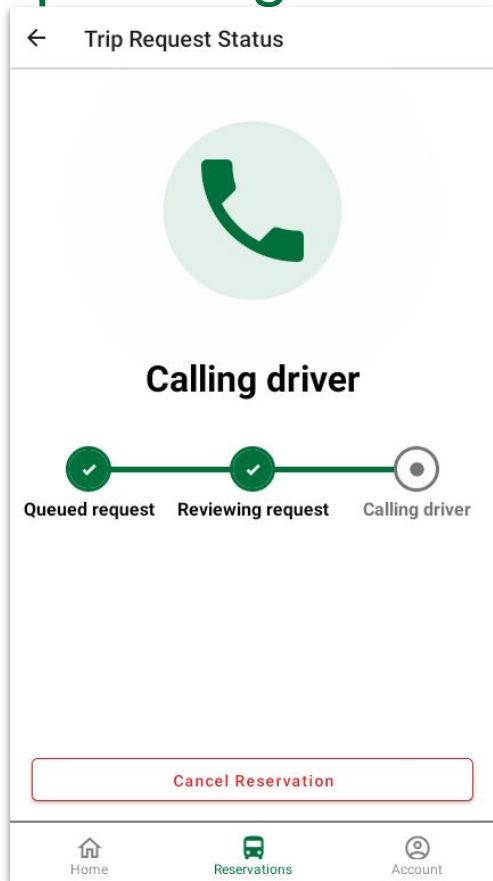 Trip Request Status
Calling driver
Queued request Reviewing request Calling driver
Cancel Reservation
Home Reservations Account